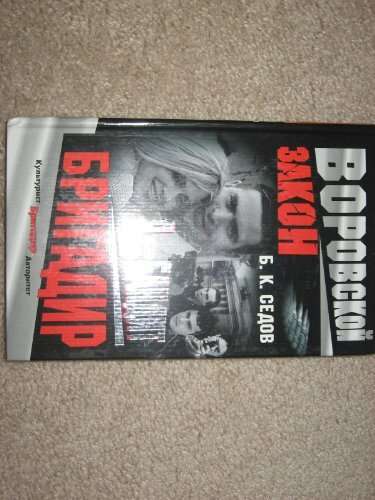 ВОРОВСКОЙ
ЗАКОН
Б. К. СЕДОВ
БРИГАДИР
Культурист Бригадир Авторитет